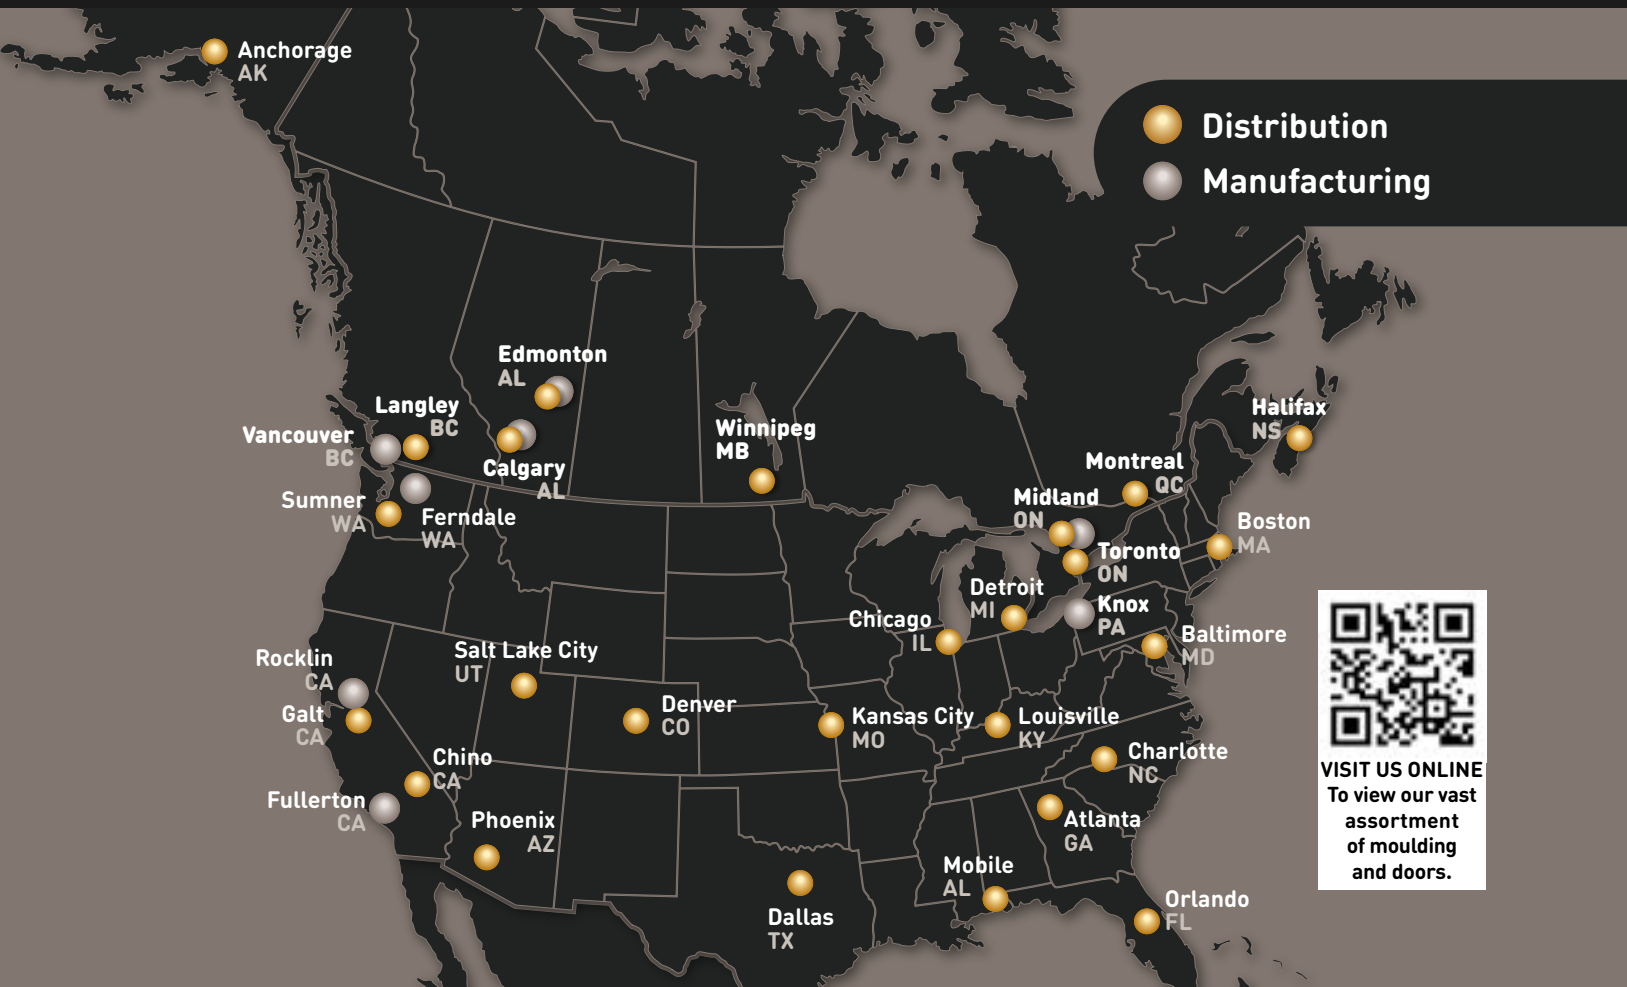 Anchorage
AK
Distribution
Manufacturing
Edmonton
AL
Langley
BC
Vancouver
BC
Calgary
AL
Winnipeg
MB
Halifax
NS
Montreal
QC
Midland
ON
Sumner
WA
Ferndale
WA
Boston
MA
Toronto
ON
Detroit
MI
Knox
PA
Chicago
IL
Baltimore
MD
Salt Lake City
UT
Rocklin
CA
Galt
CA
Denver
CO
Kansas City
MO
Louisville
KY
Charlotte
NC
Chino
CA
Fullerton
CA
Phoenix
AZ
Atlanta
GA
Mobile
AL
Dallas
TX
Orlando
FL
VISIT US ONLINE
To view our vast
assortment
of moulding
and doors.